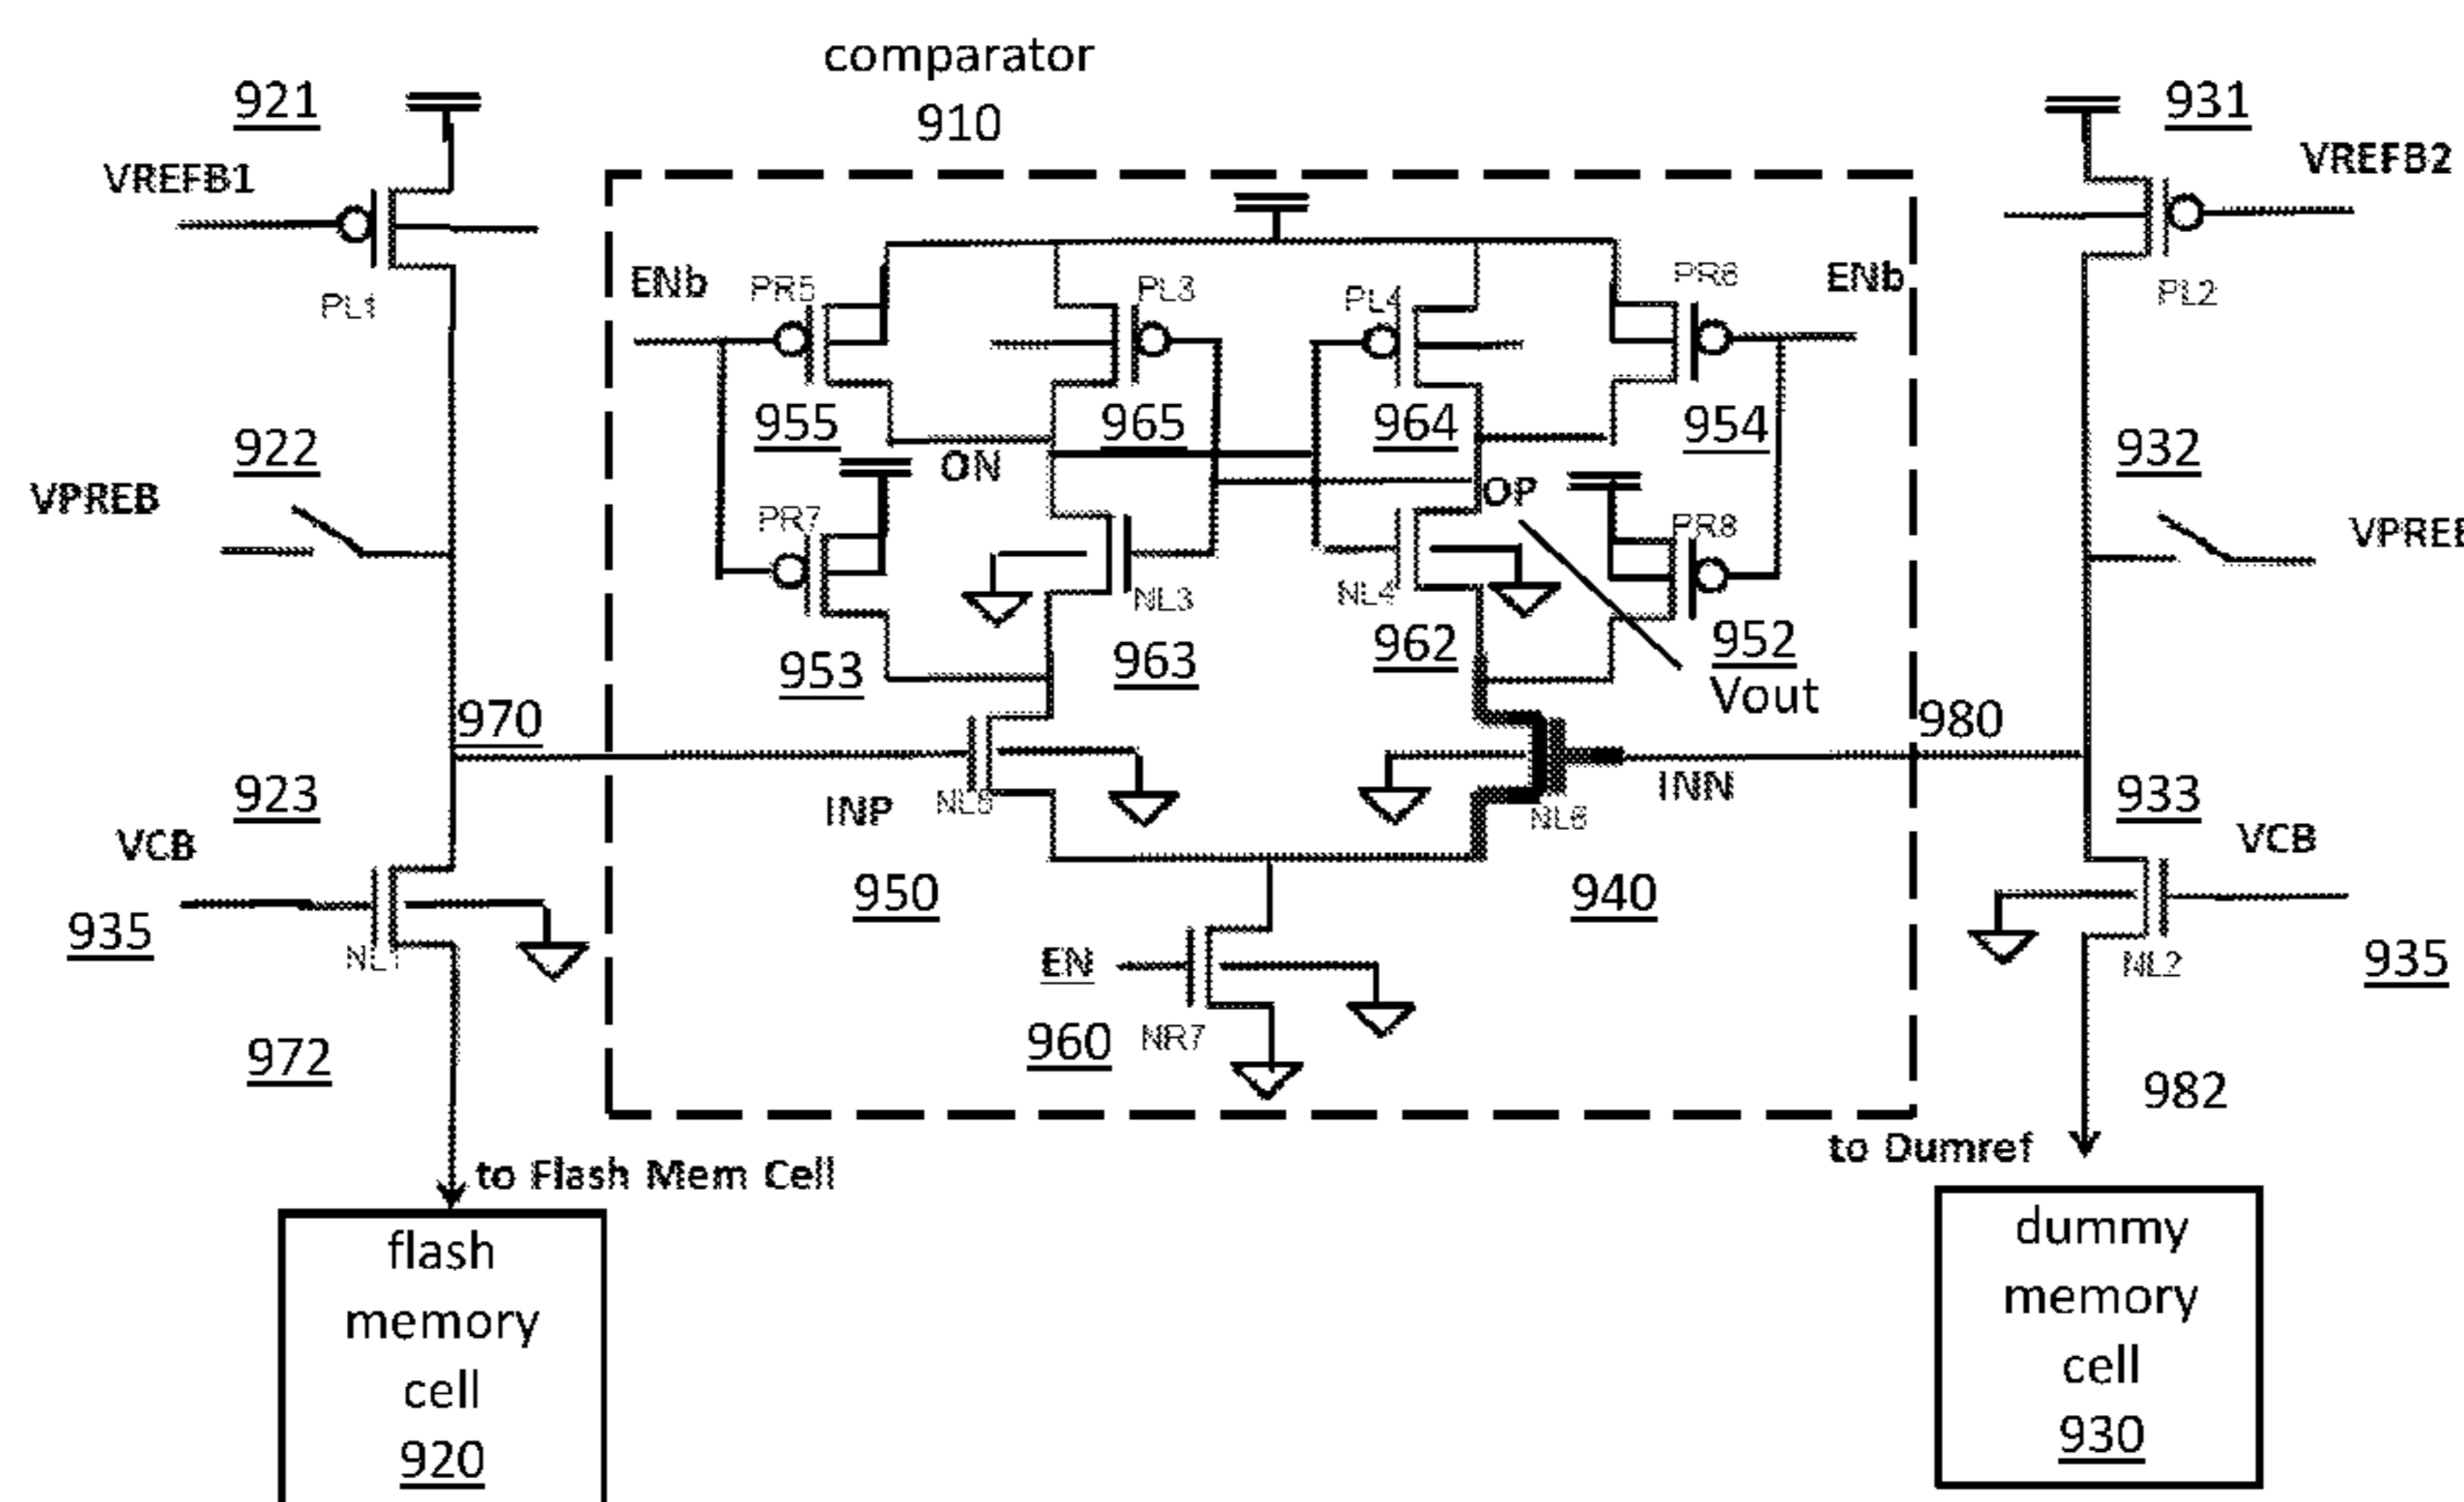 comparator
910
921
931
VREFB1
VREFB2
ENb
PR5
PL3
PL4
PR6
ENb
PL1
PL2
955
965
964
954
922
ON
932
VPREB
OP
PR7
PR8
NL3
NL4
953
963
962
952
Vout
970
980
923
INP
NL5
NL6
INN
933
VCB
VCB
950
940
935
NL1
EN
NL2
935
972
960
NR7
982
to Flash Mem Cell
to Dumref
flash
memory
cell
920
dummy
memory
cell
930